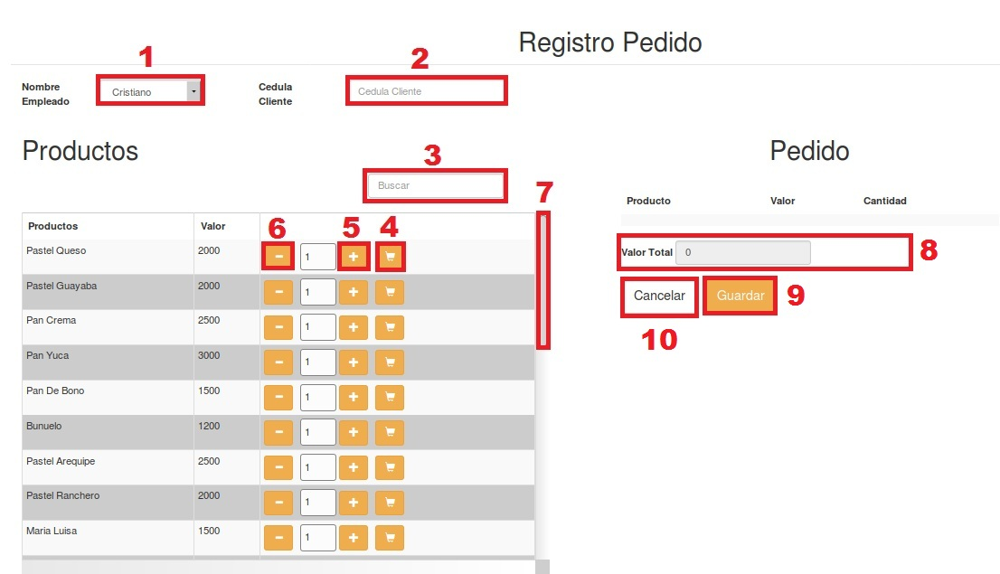 Registro Pedido
1
2
Nombre Empleado
Cristiano
Cedula Cliente
Cedula Cliente
Productos
3
Buscar
7
Pedido
Producto Valor Cantidad
Valor Total 0
8
Cancelar Guardar
9
10
Productos Valor
6 5 4
Pastel Queso 2000 1
Pastel Guayaba 2000 1
Pan Crema 2500 1
Pan Yuca 3000 1
Pan De Bono 1500 1
Bunuelo 1200 1
Pastel Arequipe 2500 1
Pastel Ranchero 2000 1
Maria Luisa 1500 1